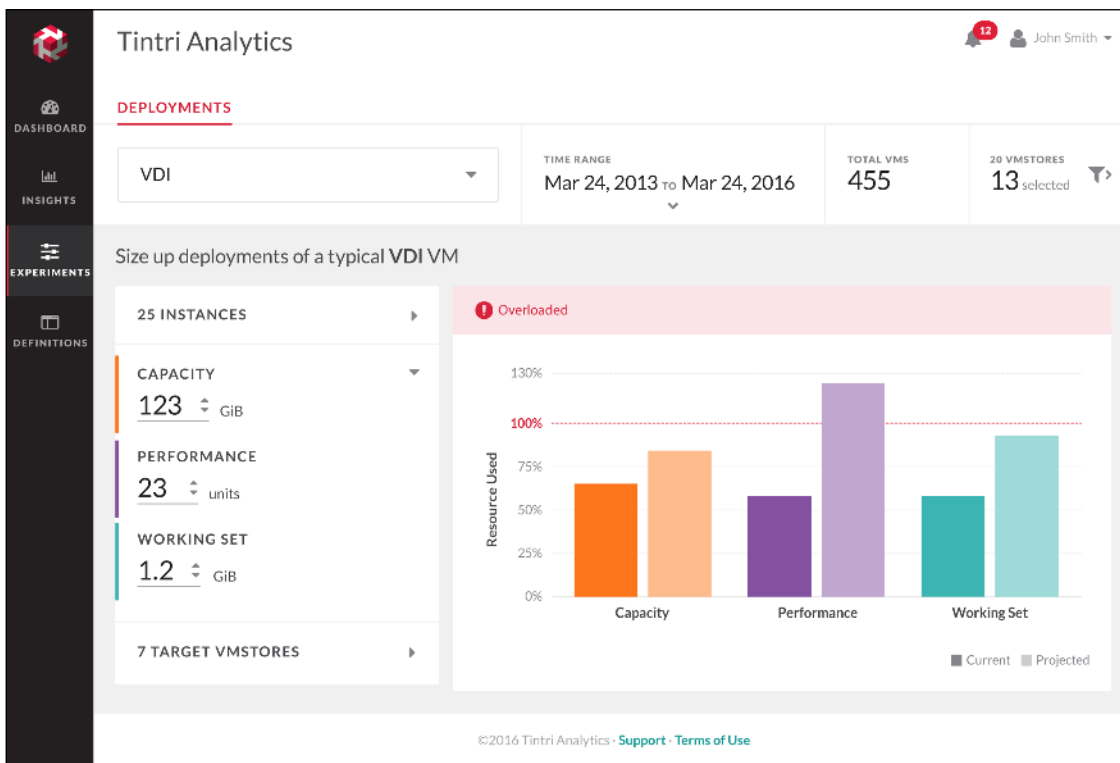 Tintri Analytics
12
John Smith
DASHBOARD
INSIGHTS
EXPERIMENTS
DEFINITIONS
DEPLOYMENTS
VDI
TIME RANGE
Mar 24, 2013 TO Mar 24, 2016
TOTAL VMS
455
20 VMSTORES
13 selected
Size up deployments of a typical VDI VM
25 INSTANCES
CAPACITY
123 GiB
PERFORMANCE
23 units
WORKING SET
1.2 GiB
7 TARGET VMSTORES
Overloaded
Resource Used
130%
100%
75%
50%
25%
0%
Capacity Performance Working Set
Current Projected
©2016 Tintri Analytics · Support · Terms of Use